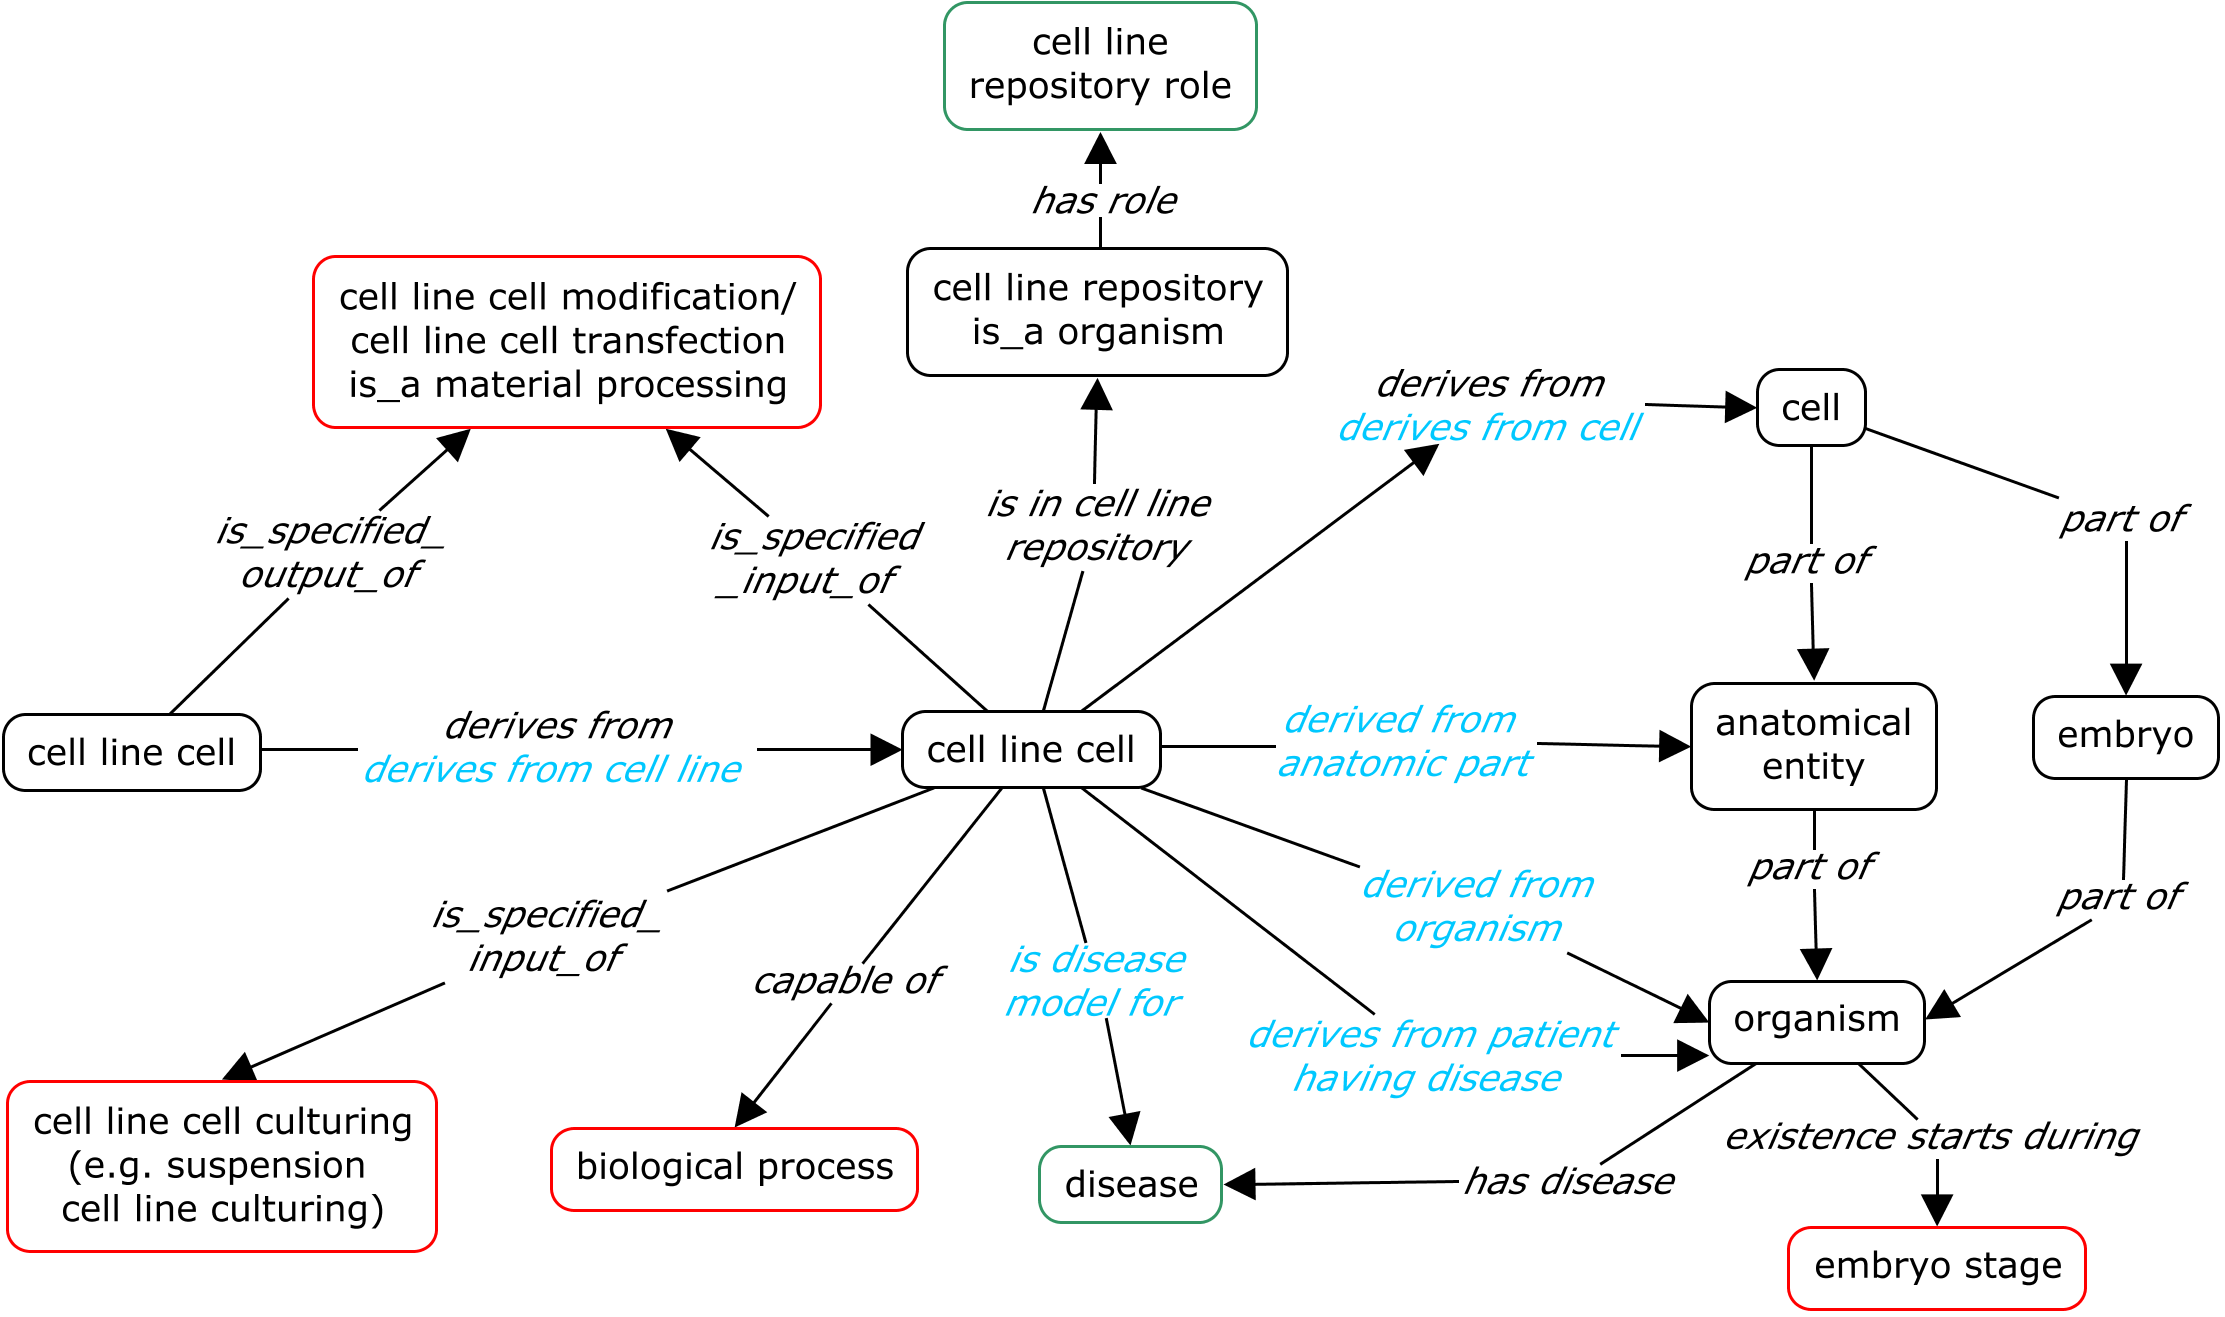 cell line
repository role
has role
cell line repository
is_a organism
cell line cell modification/
cell line cell transfection
is_a material processing
derives from
derives from cell
cell
is_specified_
output_of
is_specified
_input_of
is in cell line
repository
part of
part of
cell line cell
derives from
derives from cell line
cell line cell
derived from
anatomic part
anatomical
entity
embryo
is_specified_
input_of
capable of
is disease
model for
derived from
organism
part of
part of
derives from patient
having disease
organism
cell line cell culturing
(e.g. suspension
cell line culturing)
biological process
disease
has disease
existence starts during
embryo stage